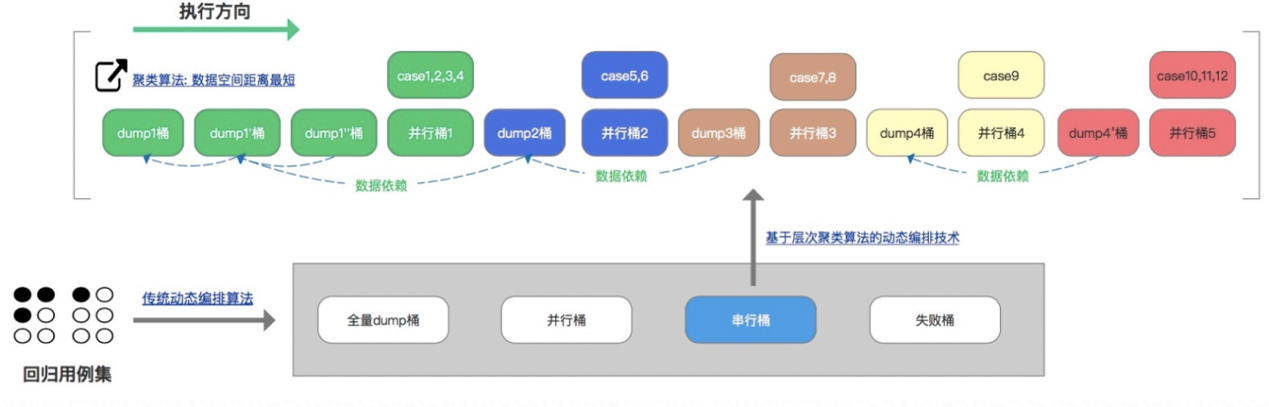 执行方向
聚类算法: 数据空间距离最短
case1,2,3,4
case5,6
case7,8
case9
case10,11,12
dump1桶
dump1'桶
dump1''桶
并行桶1
dump2桶
并行桶2
dump3桶
并行桶3
dump4桶
并行桶4
dump4'桶
并行桶5
数据依赖
数据依赖
数据依赖
基于层次聚类算法的动态编排技术
传统动态编排算法
全量dump桶
并行桶
串行桶
失败桶
回归用例集